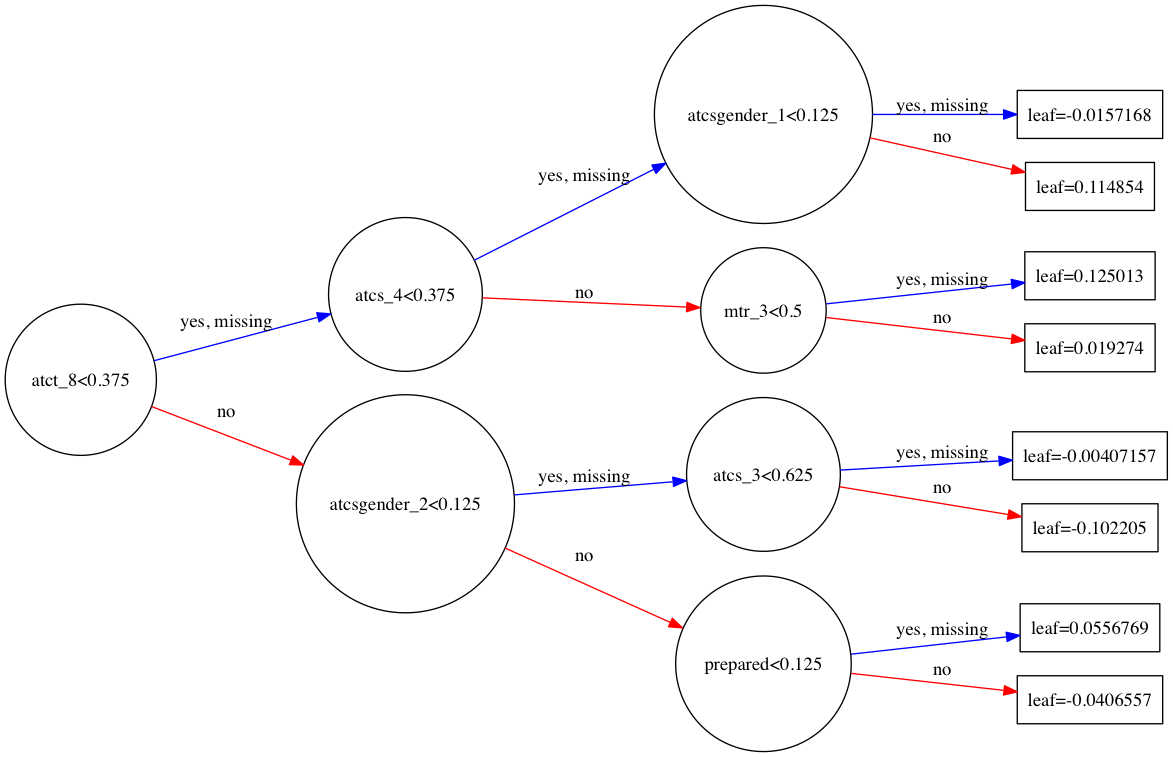 atcsgender_1<0.125
yes, missing
leaf=-0.0157168
no
leaf=0.114854
yes, missing
atcs_4<0.375
no
mtr_3<0.5
yes, missing
leaf=0.125013
no
leaf=0.019274
yes, missing
atct_8<0.375
no
atcsgender_2<0.125
yes, missing
atcs_3<0.625
yes, missing
leaf=-0.00407157
no
leaf=-0.102205
no
prepared<0.125
yes, missing
leaf=0.0556769
no
leaf=-0.0406557